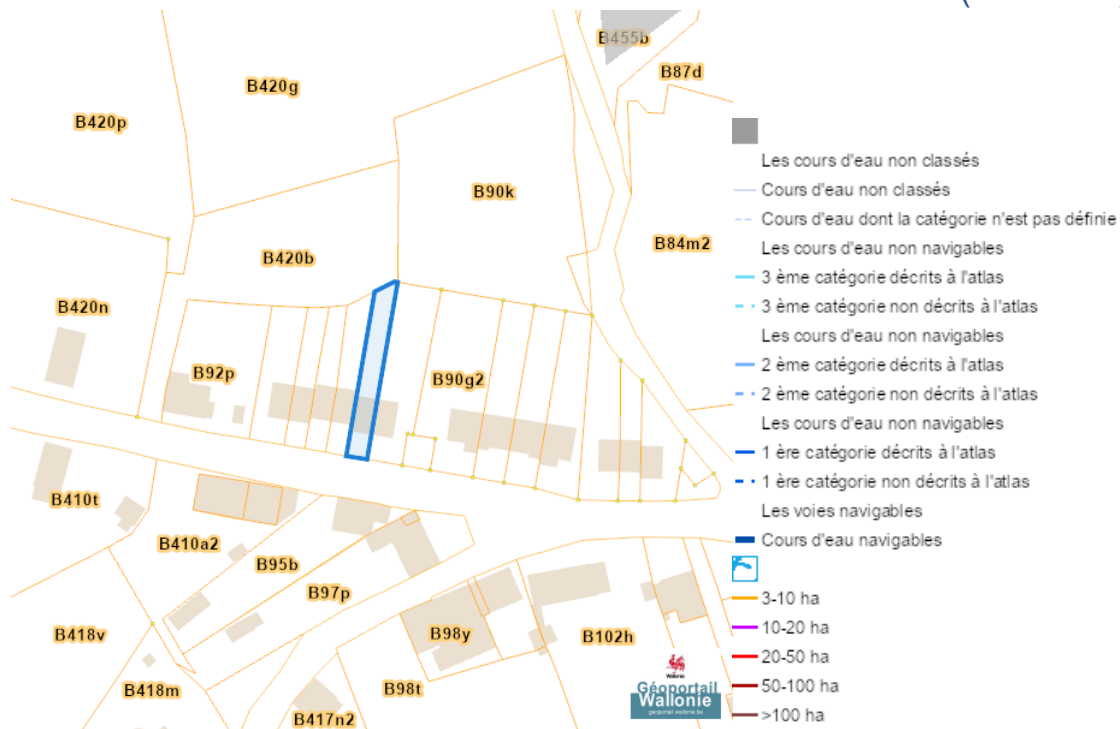 B455b
B87d
B420g
B420p
B90k
B84m2
B420b
B420n
B92p
B90g2
B410t
B410a2
B95b
B97p
B418v
B98y
B102h
B418m
B98t
B417n2
Wallonie
Géoportail
Wallonie
geoportail.wallonie.be
Les cours d'eau non classés
Cours d'eau non classés
Cours d'eau dont la catégorie n'est pas définie
Les cours d'eau non navigables
3 ème catégorie décrits à l'atlas
3 ème catégorie non décrits à l'atlas
Les cours d'eau non navigables
2 ème catégorie décrits à l'atlas
2 ème catégorie non décrits à l'atlas
Les cours d'eau non navigables
1 ère catégorie décrits à l'atlas
1 ère catégorie non décrits à l'atlas
Les voies navigables
Cours d'eau navigables
3-10 ha
10-20 ha
20-50 ha
50-100 ha
>100 ha